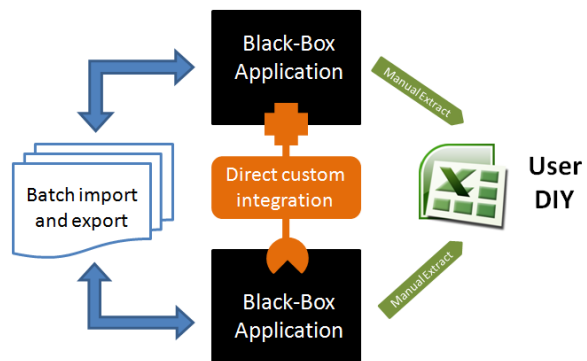 Black-Box
Application
Manual Extract
Batch import
and export
Direct custom
integration
User
DIY
Manual Extract
Black-Box
Application